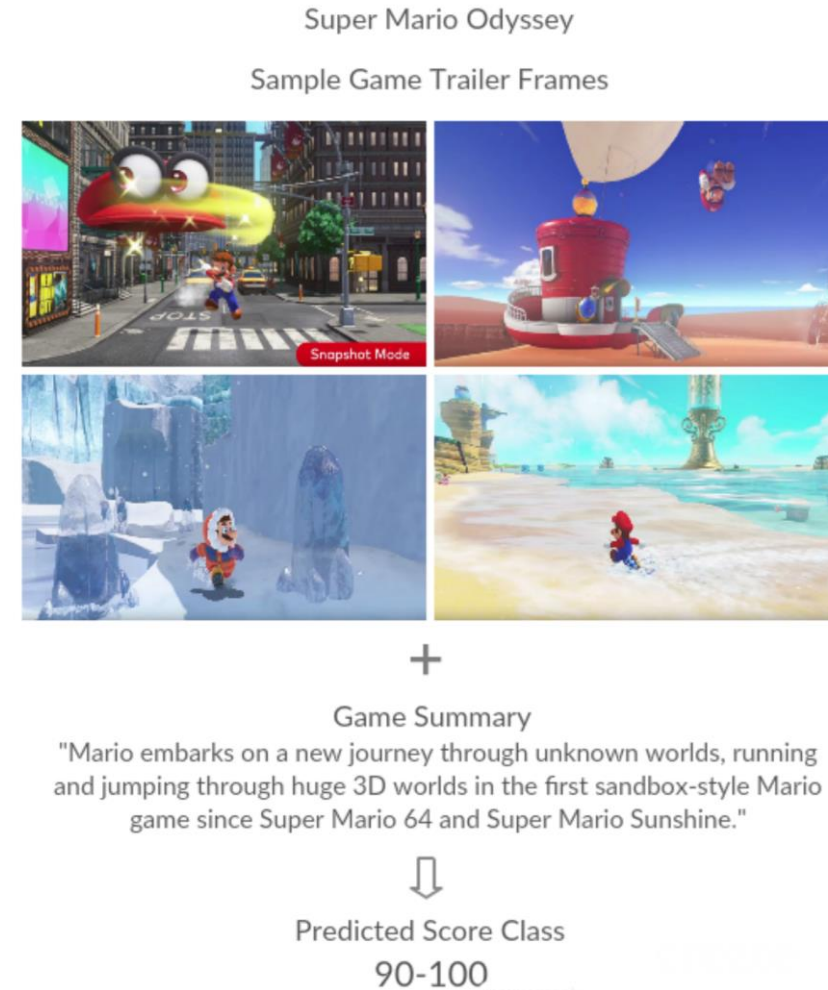 Super Mario Odyssey
Sample Game Trailer Frames
STOP
Snapshot Mode
+
Game Summary
"Mario embarks on a new journey through unknown worlds, running
and jumping through huge 3D worlds in the first sandbox-style Mario
game since Super Mario 64 and Super Mario Sunshine."
Predicted Score Class
90-100